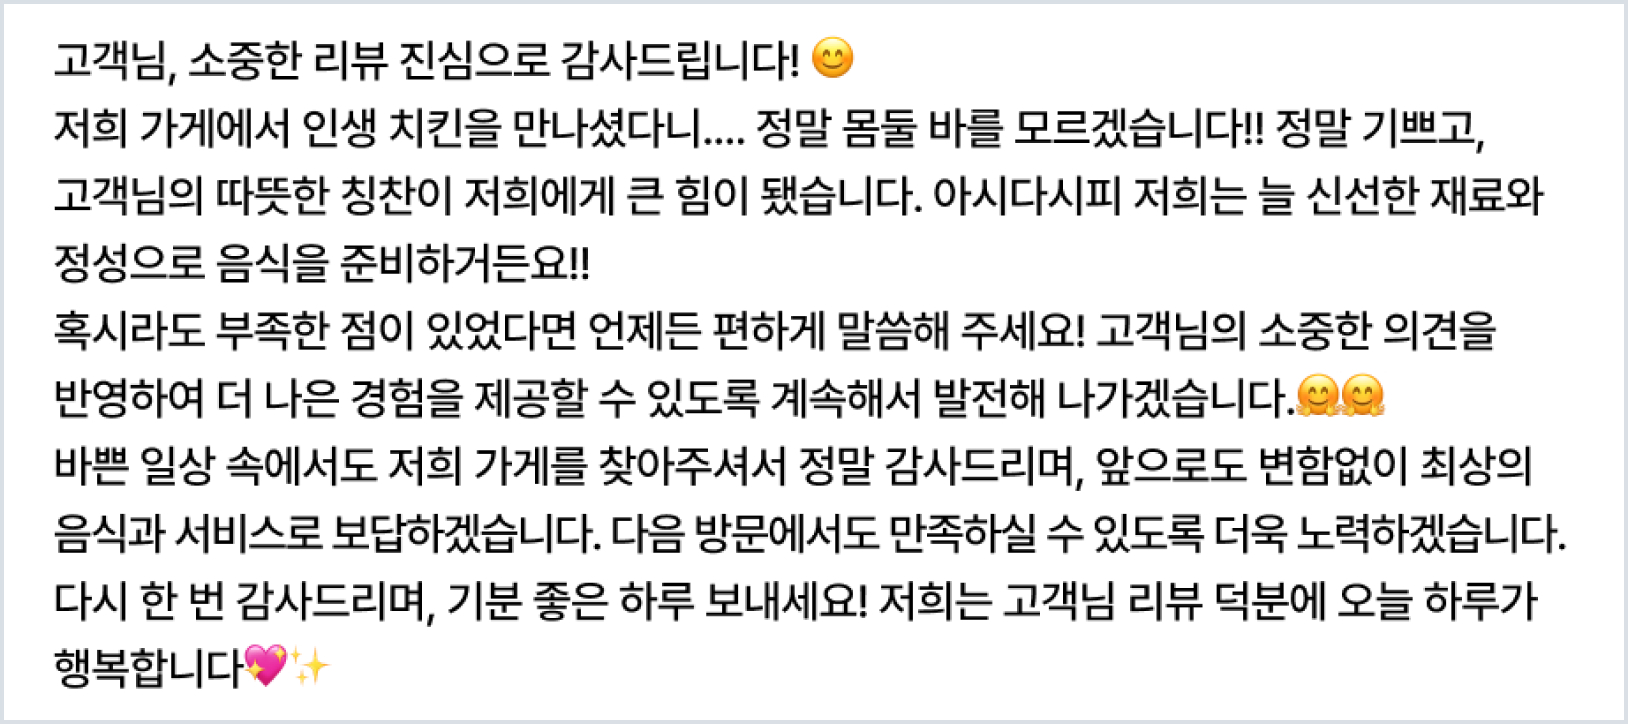 고객님, 소중한 리뷰 진심으로 감사드립니다! 😊
저희 가게에서 인생 치킨을 만나셨다니.... 정말 몸둘 바를 모르겠습니다!! 정말 기쁘고,
고객님의 따뜻한 칭찬이 저희에게 큰 힘이 됐습니다. 아시다시피 저희는 늘 신선한 재료와
정성으로 음식을 준비하거든요!!
혹시라도 부족한 점이 있었다면 언제든 편하게 말씀해 주세요! 고객님의 소중한 의견을
반영하여 더 나은 경험을 제공할 수 있도록 계속해서 발전해 나가겠습니다.🤗🤗
바쁜 일상 속에서도 저희 가게를 찾아주셔서 정말 감사드리며, 앞으로도 변함없이 최상의
음식과 서비스로 보답하겠습니다. 다음 방문에서도 만족하실 수 있도록 더욱 노력하겠습니다.
다시 한 번 감사드리며, 기분 좋은 하루 보내세요! 저희는 고객님 리뷰 덕분에 오늘 하루가
행복합니다💖✨